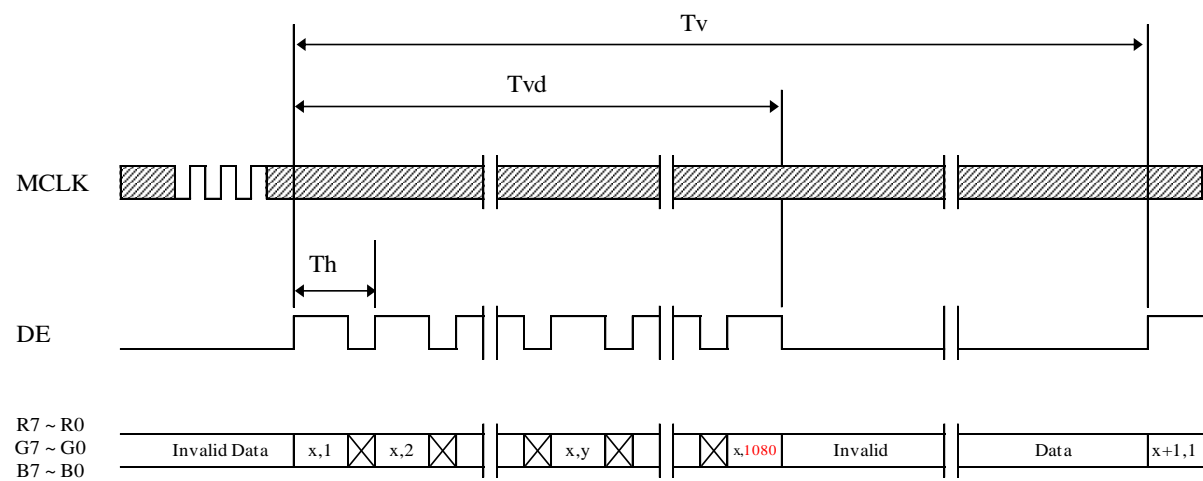 Tv
Tvd
MCLK
Th
DE
R7 ~ R0
G7 ~ G0
B7 ~ B0
Invalid Data
x,1
x,2
x,y
x,1080
Invalid
Data
x+1,1